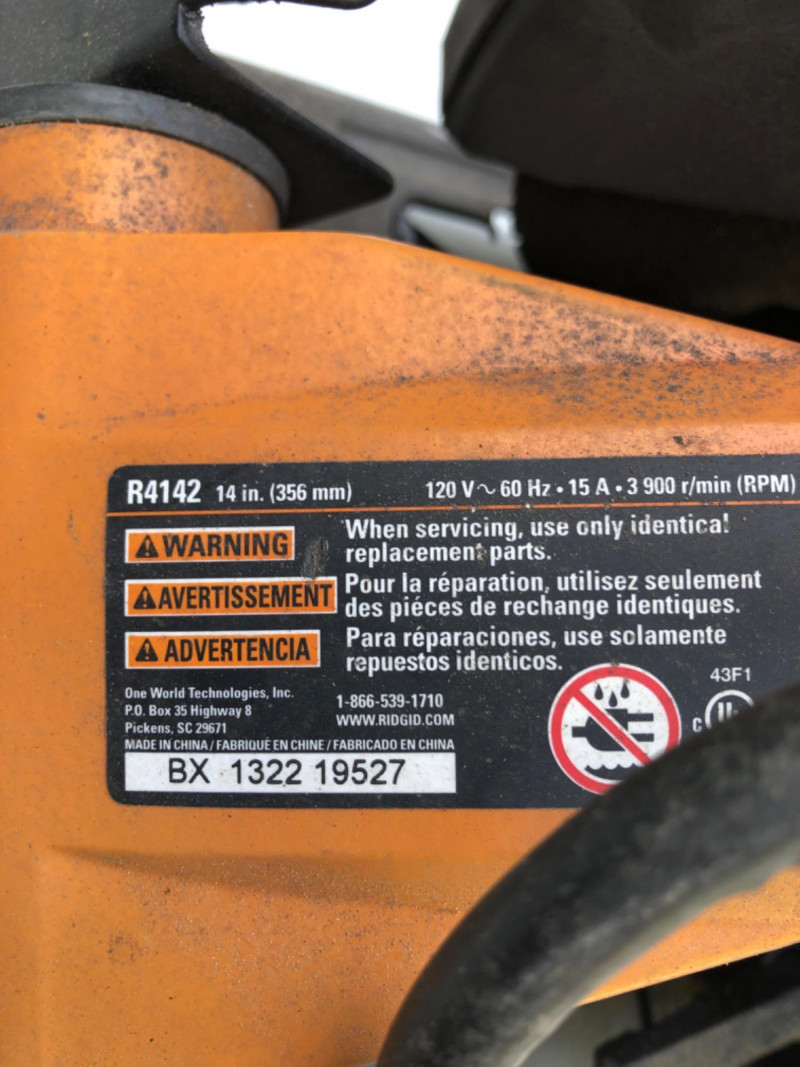 R4142 14 in. (356 mm) 120 V~ 60 Hz • 15 A • 3 900 r/min (RPM)
WARNING When servicing, use only identical
replacement parts.
AVERTISSEMENT Pour la réparation, utilisez seulement
des piéces de rechange identiques.
ADVERTENCIA Para réparaciones, use solamente
repuestos identicos.
43F1
One World Technologies, Inc.
P.O. Box 35 Highway 8
Pickens, SC 29671
1-866-539-1710
WWW.RIDGID.COM
C UL
MADE IN CHINA / FABRIQUÉ EN CHINE / FABRICADO EN CHINA
BX 1322 19527